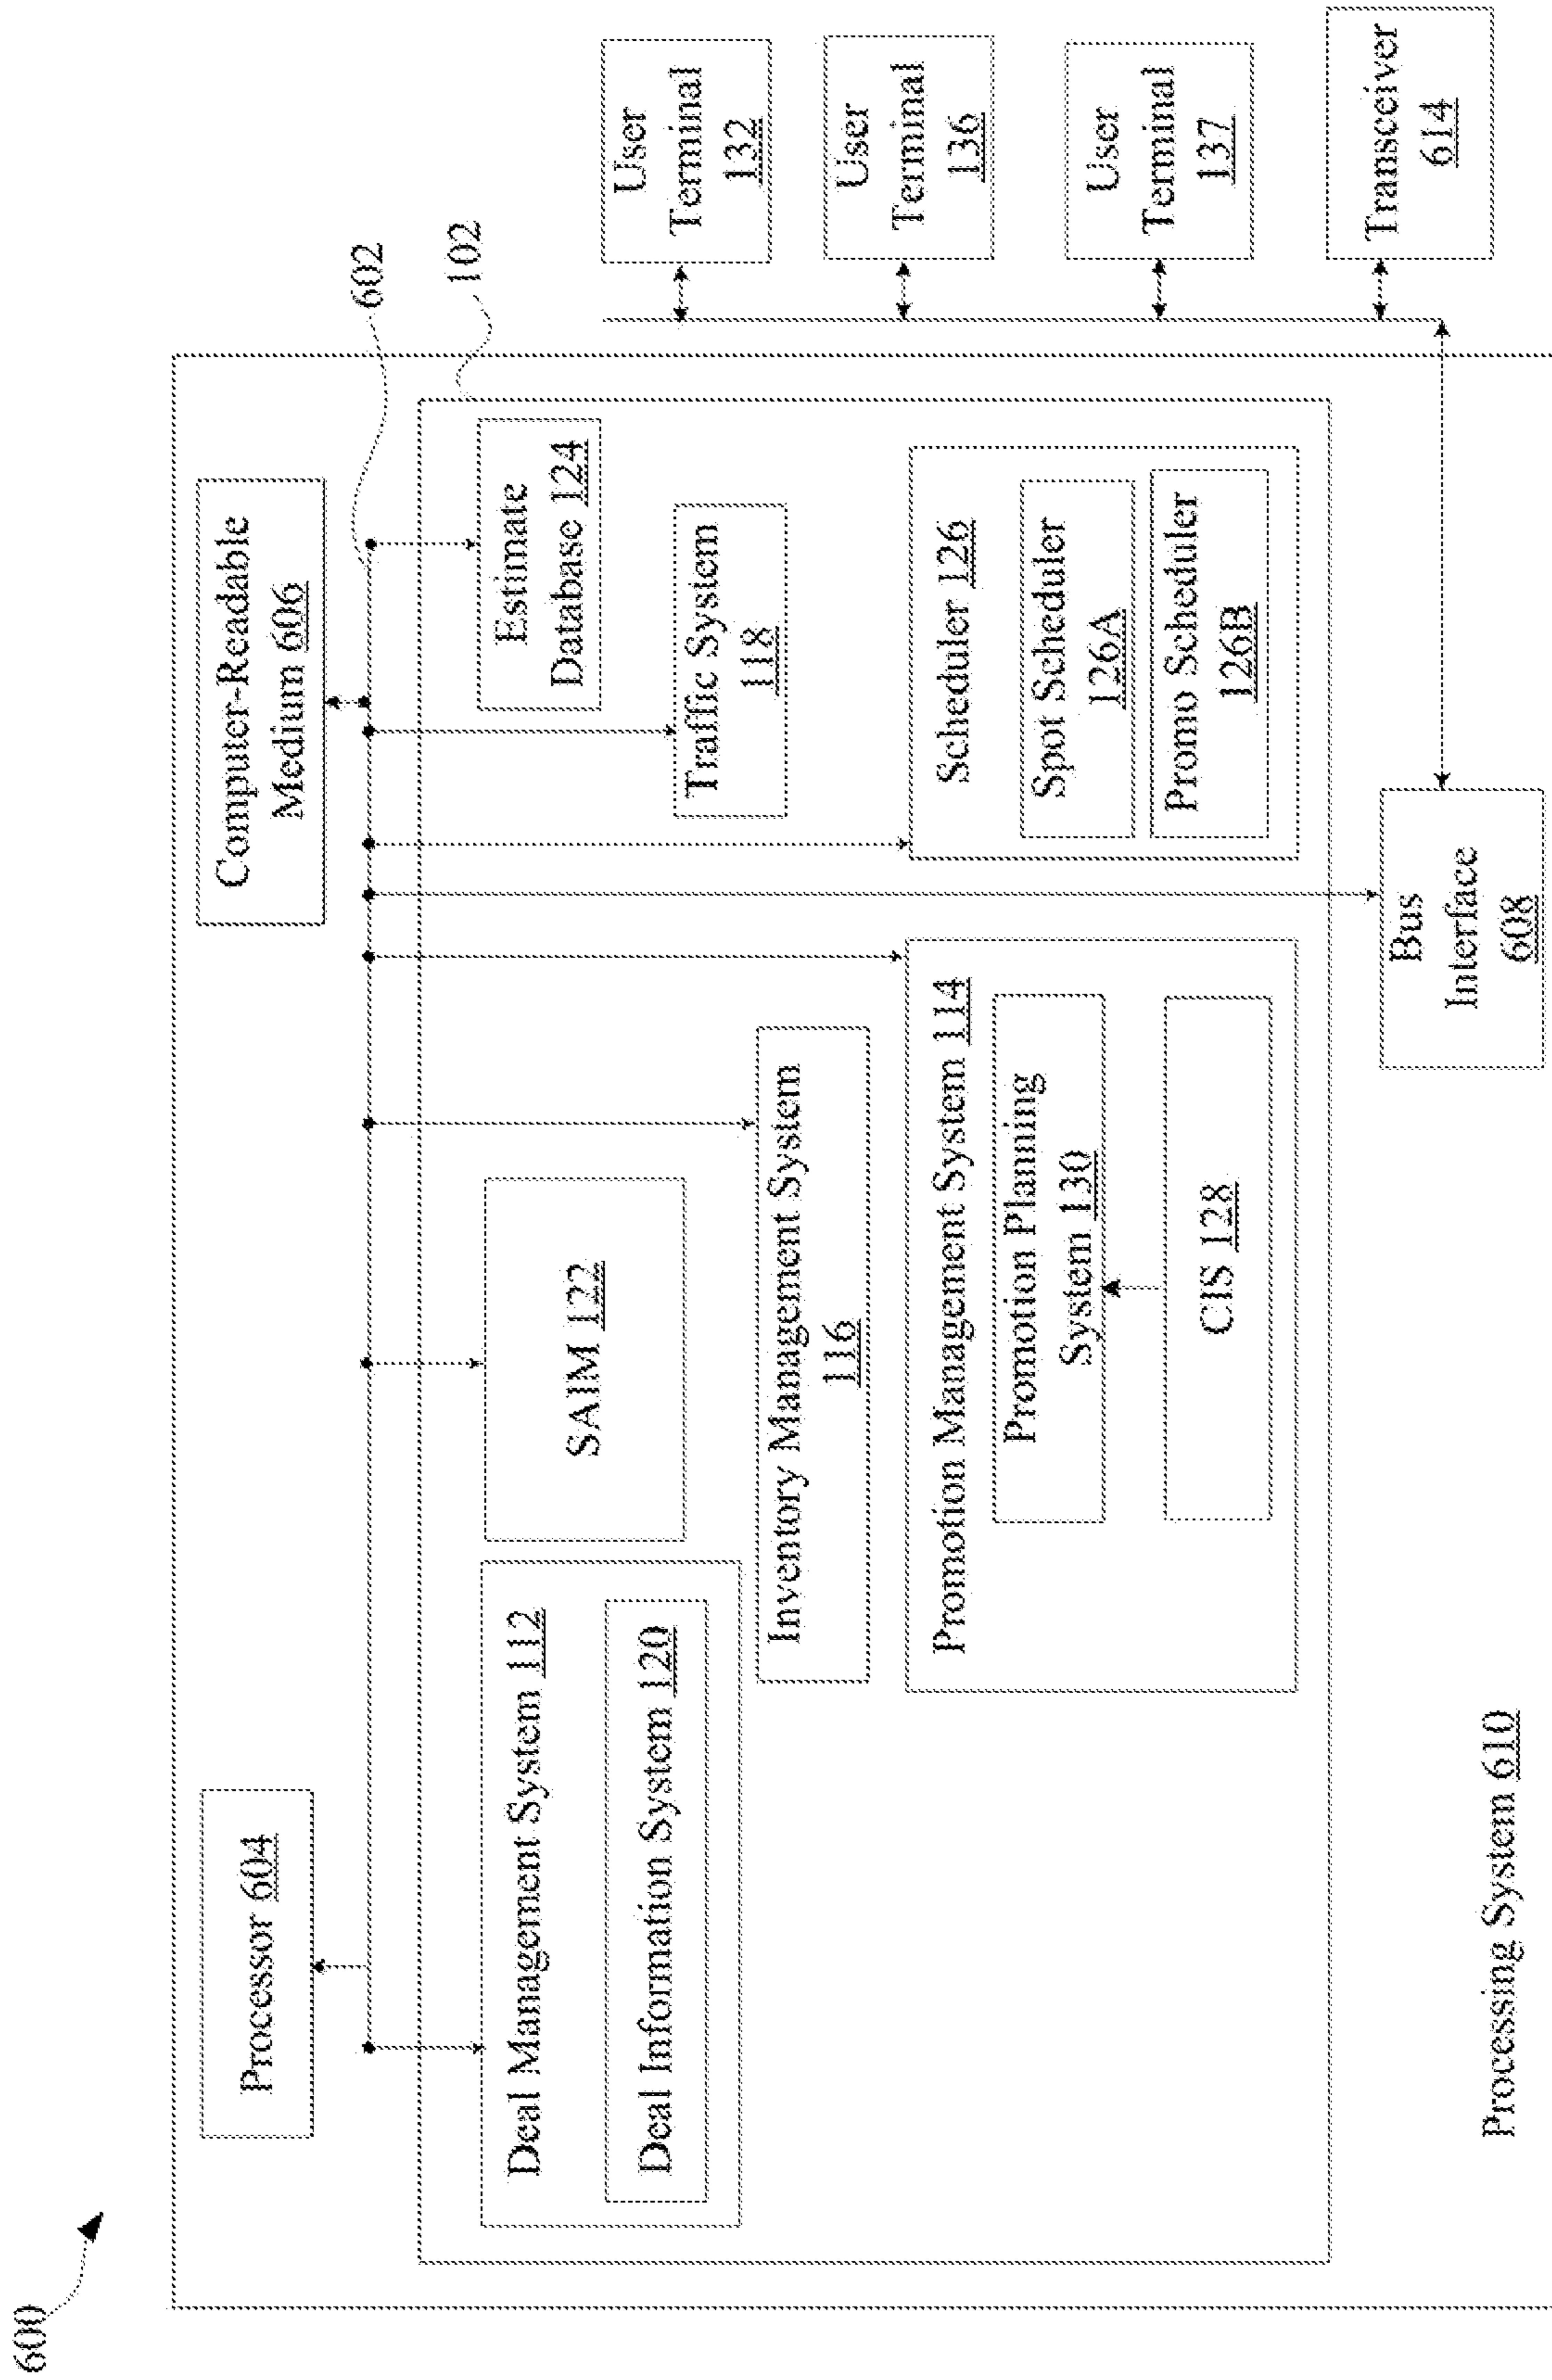 600
Processor 604
Computer-Readable
Medium 606
602
102
Deal Management System 112
Deal Information System 120
SAIM 122
Estimate
Database 124
Inventory Management System
116
Traffic System
118
Promotion Management System 114
Promotion Planning
System 130
CIS 128
Scheduler 126
Spot Scheduler
126A
Promo Scheduler
126B
Bus
Interface
608
Processing System 610
User
Terminal
132
User
Terminal
136
User
Terminal
137
Transceiver
614